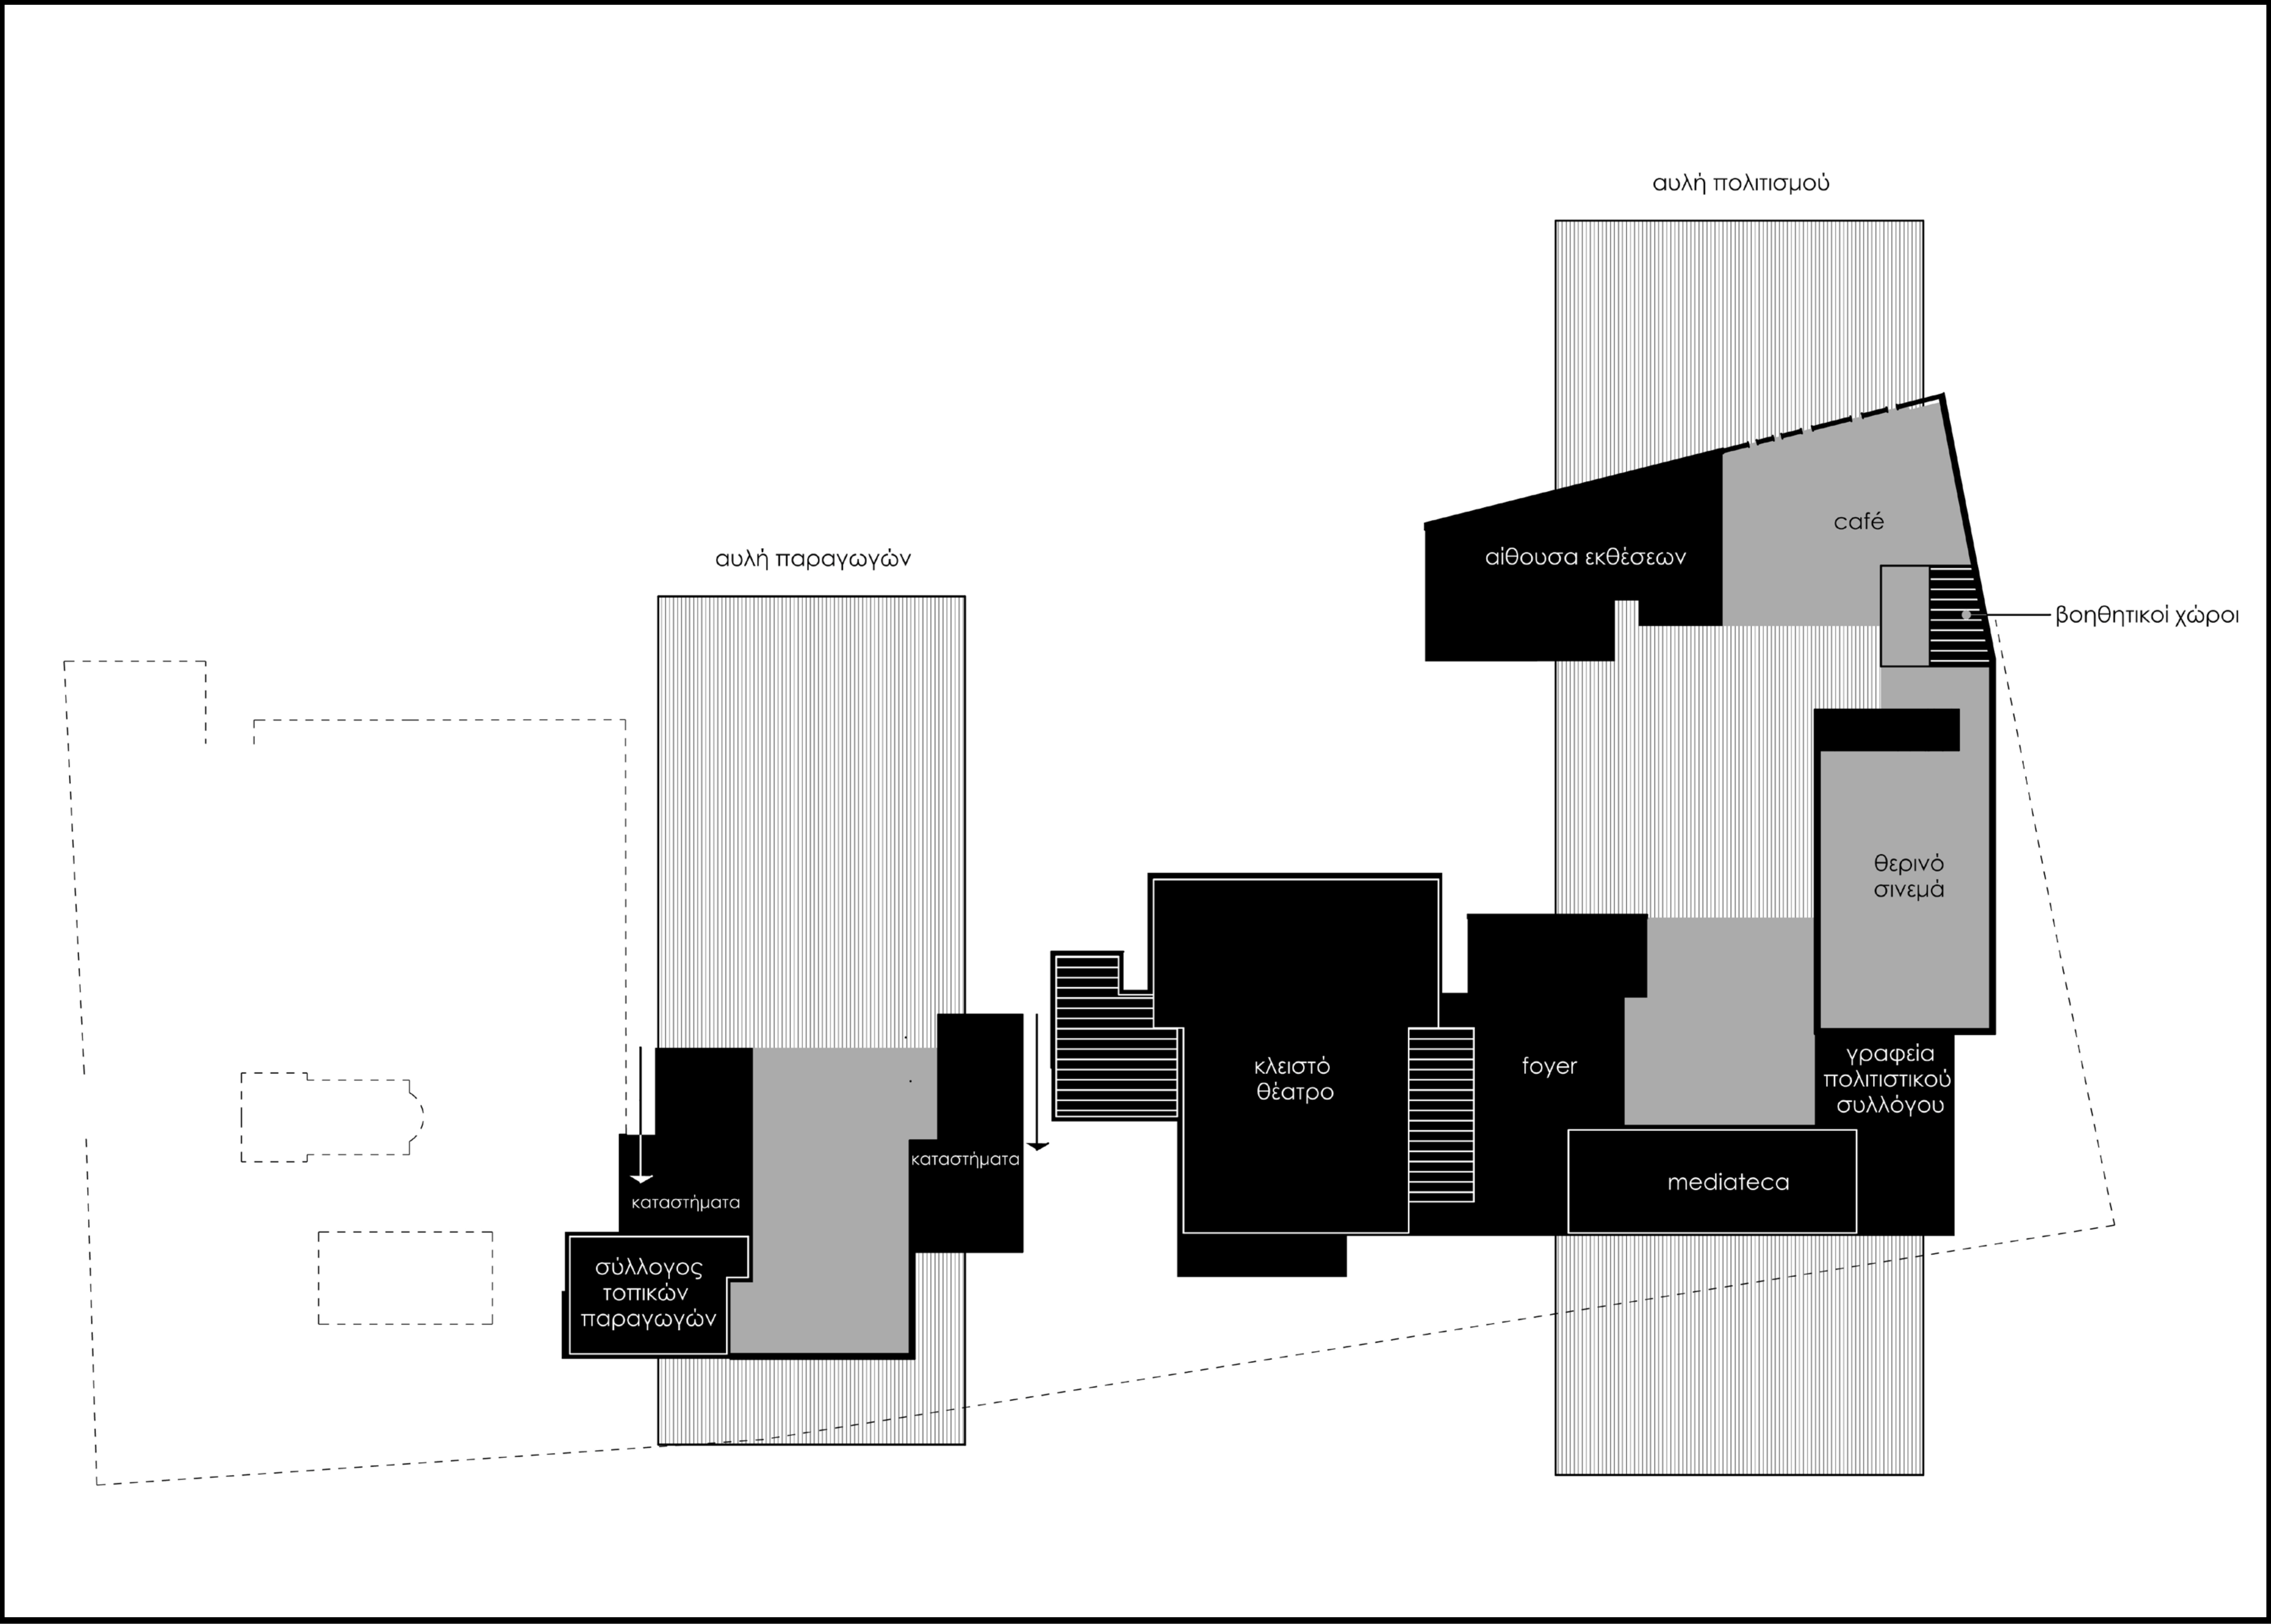 αυλή πολιτισμού
café
αίθουσα εκθέσεων
αυλή παραγωγών
βοηθητικοί χώροι
θερινό
σινεμά
κλειστό
θέατρο
foyer
γραφεία
πολιτιστικού
συλλόγου
καταστήματα
mediateca
καταστήματα
σύλλογος
τοπικών
παραγωγών